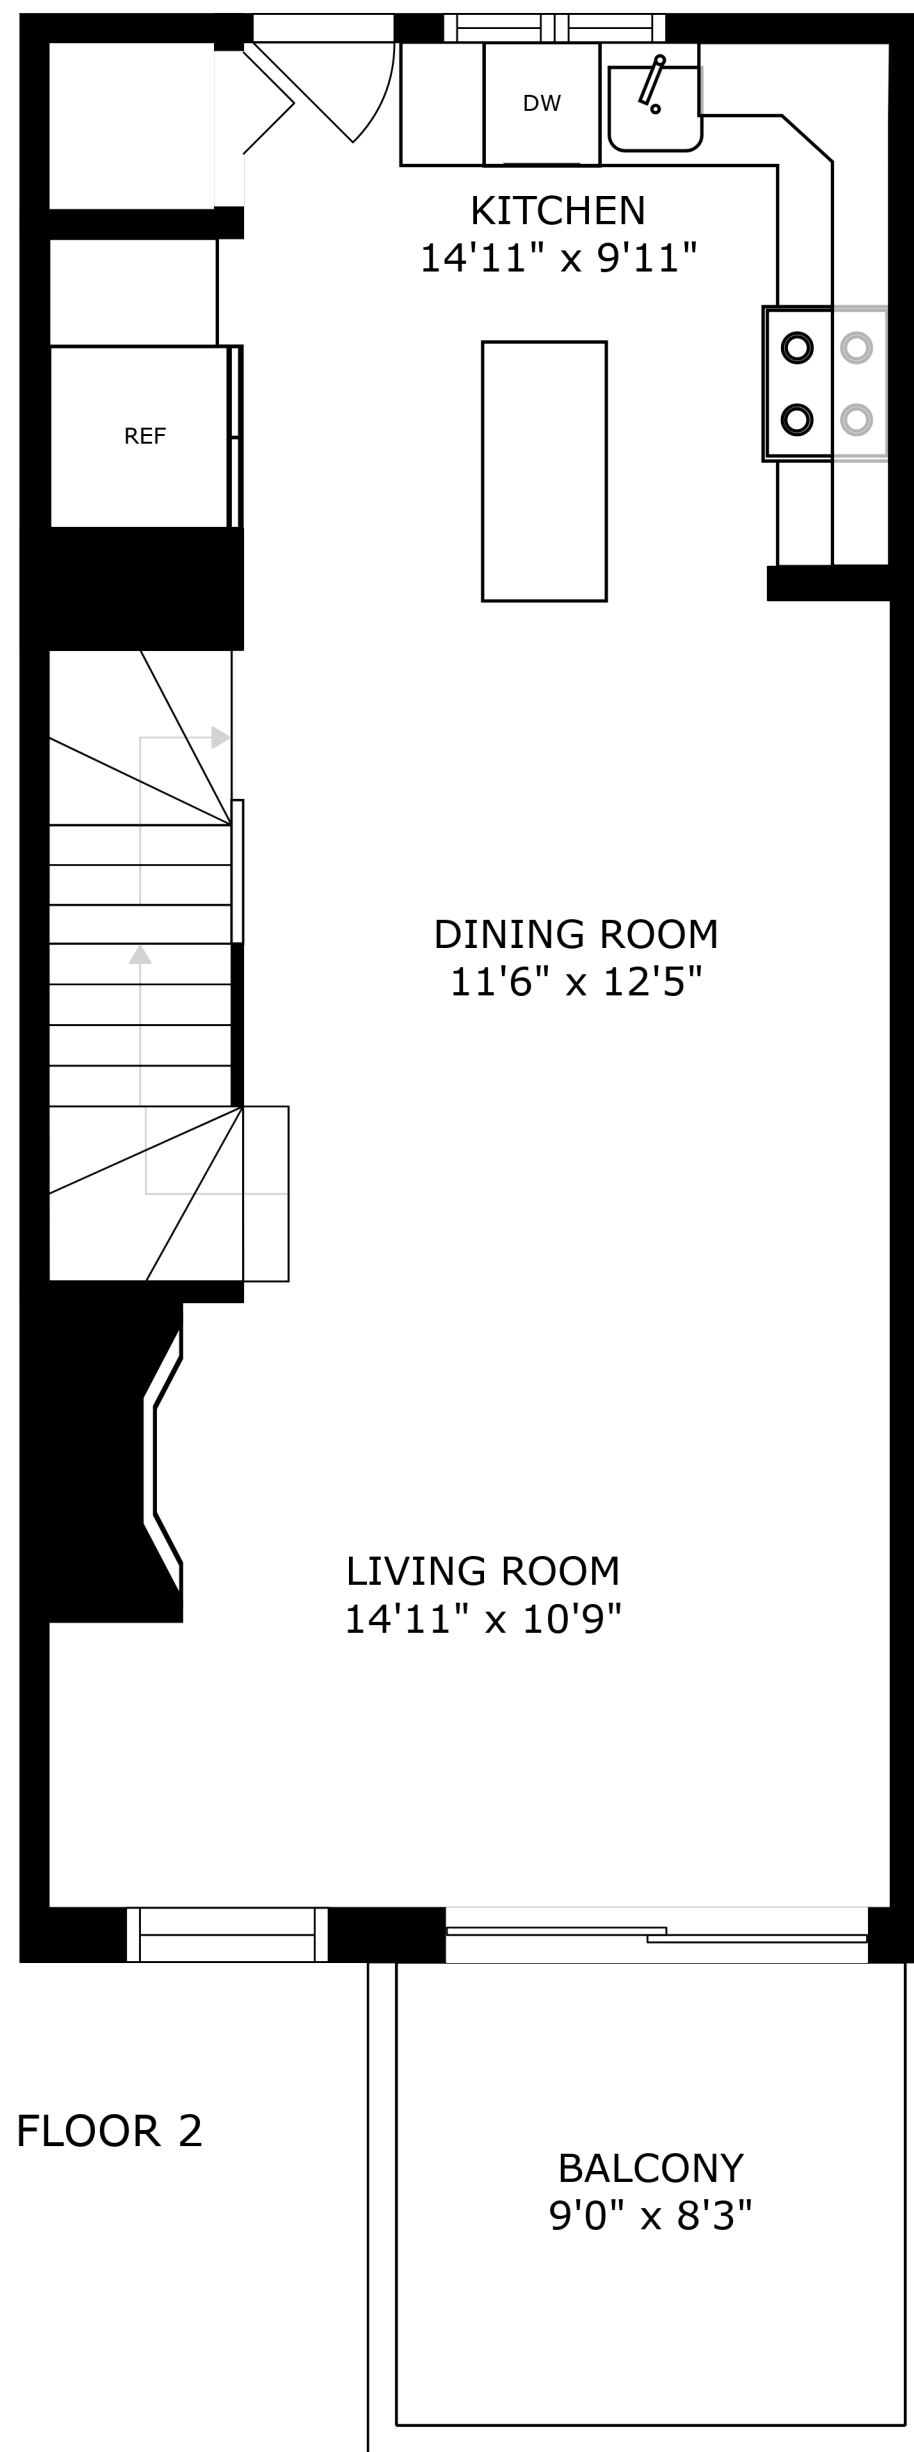 DW
KITCHEN
14'11" x 9'11"
REF
DINING ROOM
11'6" x 12'5"
LIVING ROOM
14'11" x 10'9"
FLOOR 2
BALCONY
9'0" x 8'3"